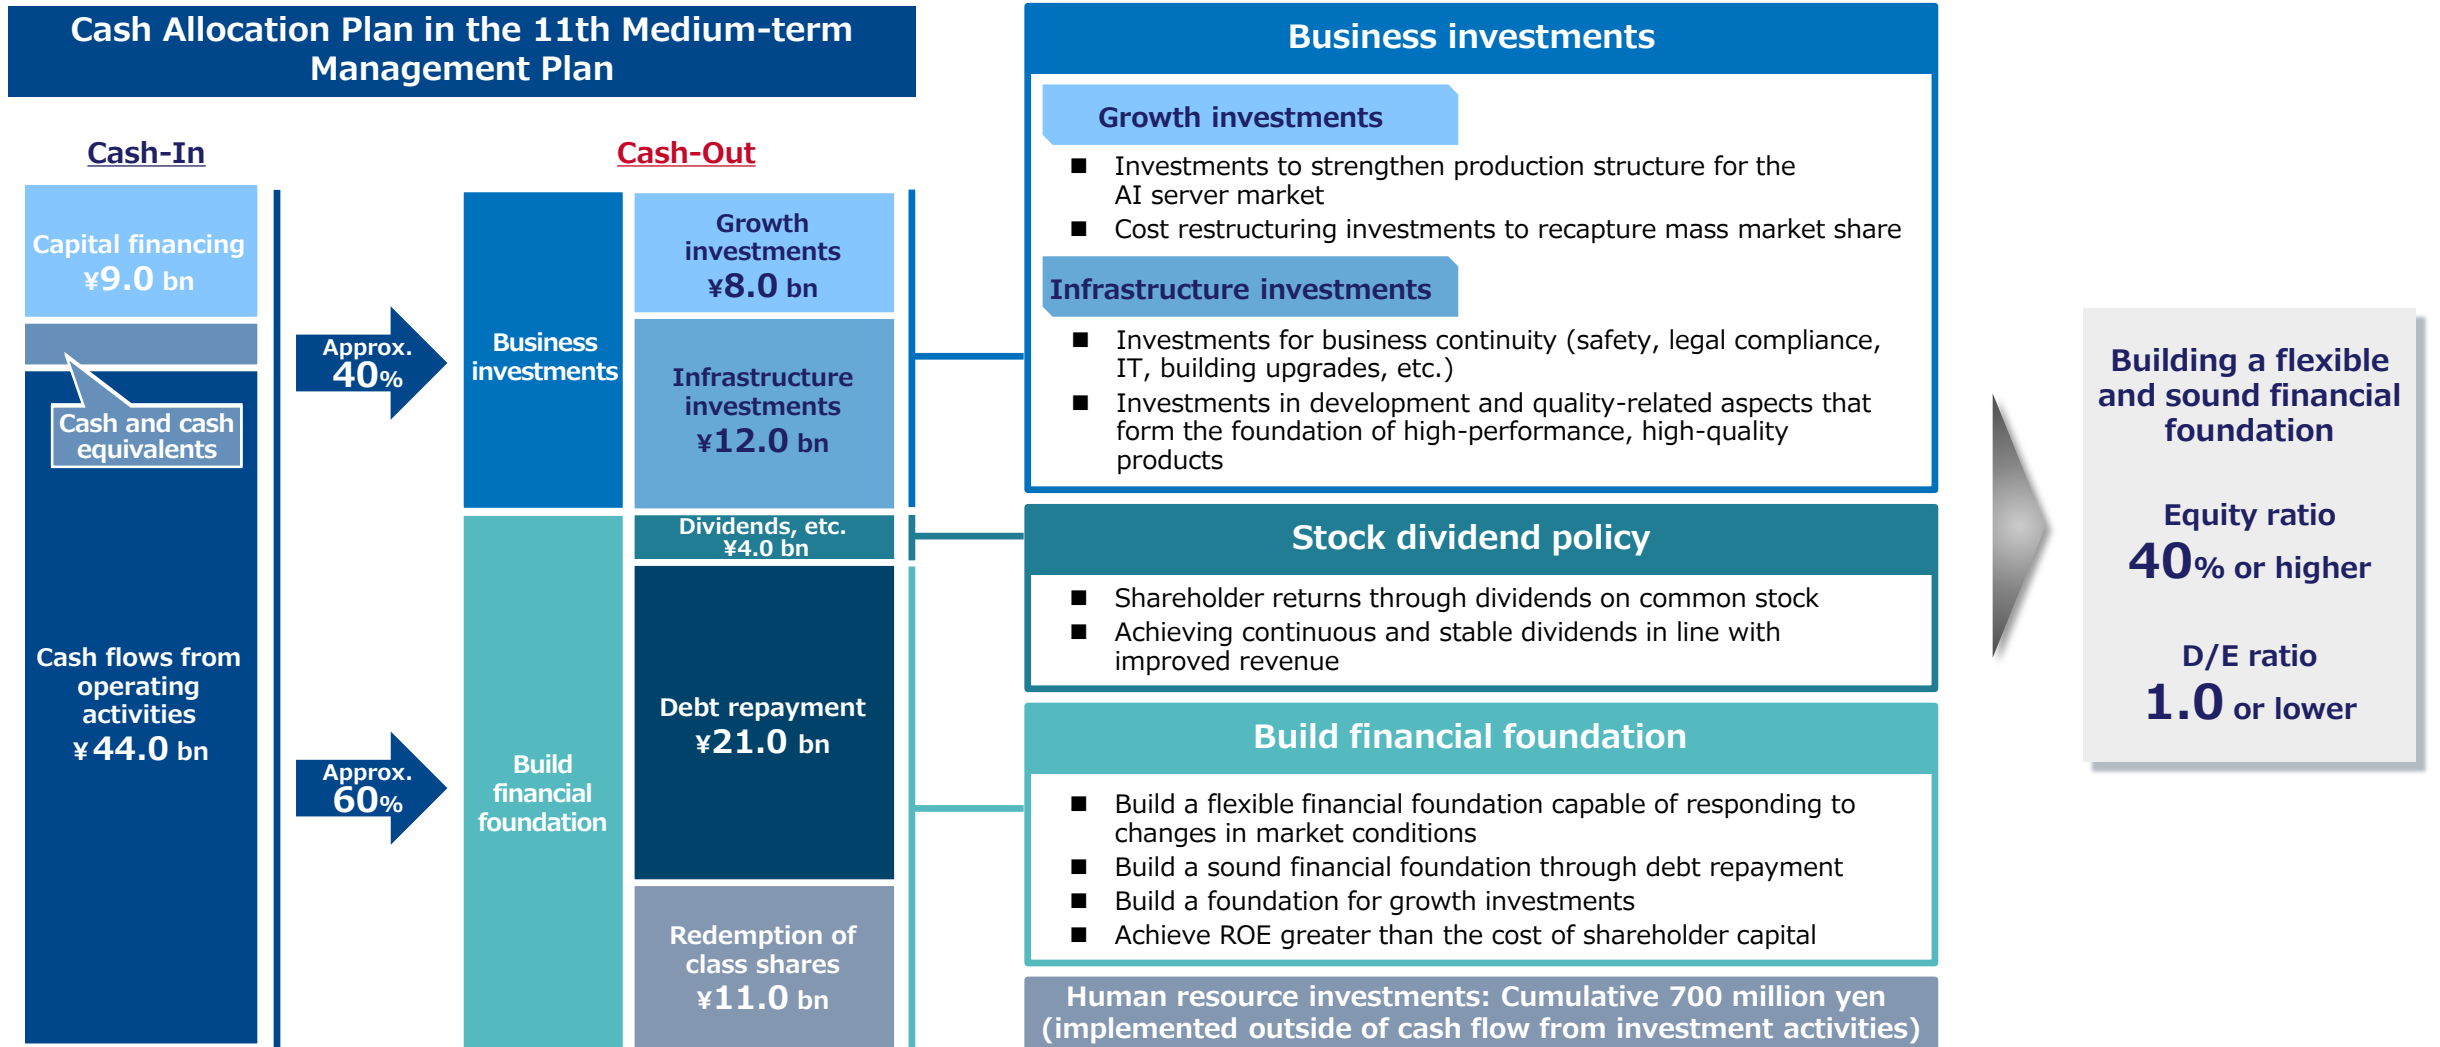 Cash Allocation Plan in the 11th Medium-term
Management Plan
Cash-In
Capital financing
¥9.0 bn
Cash and cash
equivalents
Cash flows from
operating
activities
¥44.0 bn
Approx.
40%
Approx.
60%
Cash-Out
Business
investments
Growth
investments
¥8.0 bn
Infrastructure
investments
¥12.0 bn
Build
financial
foundation
Dividends, etc.
¥4.0 bn
Debt repayment
¥21.0 bn
Redemption of
class shares
¥11.0 bn
Business investments
Growth investments
■ Investments to strengthen production structure for the
AI server market
■ Cost restructuring investments to recapture mass market share
Infrastructure investments
■ Investments for business continuity (safety, legal compliance,
IT, building upgrades, etc.)
■ Investments in development and quality-related aspects that
form the foundation of high-performance, high-quality
products
Stock dividend policy
■ Shareholder returns through dividends on common stock
■ Achieving continuous and stable dividends in line with
improved revenue
Build financial foundation
■ Build a flexible financial foundation capable of responding to
changes in market conditions
■ Build a sound financial foundation through debt repayment
■ Build a foundation for growth investments
■ Achieve ROE greater than the cost of shareholder capital
Human resource investments: Cumulative 700 million yen
(implemented outside of cash flow from investment activities)
Building a flexible
and sound financial
foundation
Equity ratio
40% or higher
D/E ratio
1.0 or lower